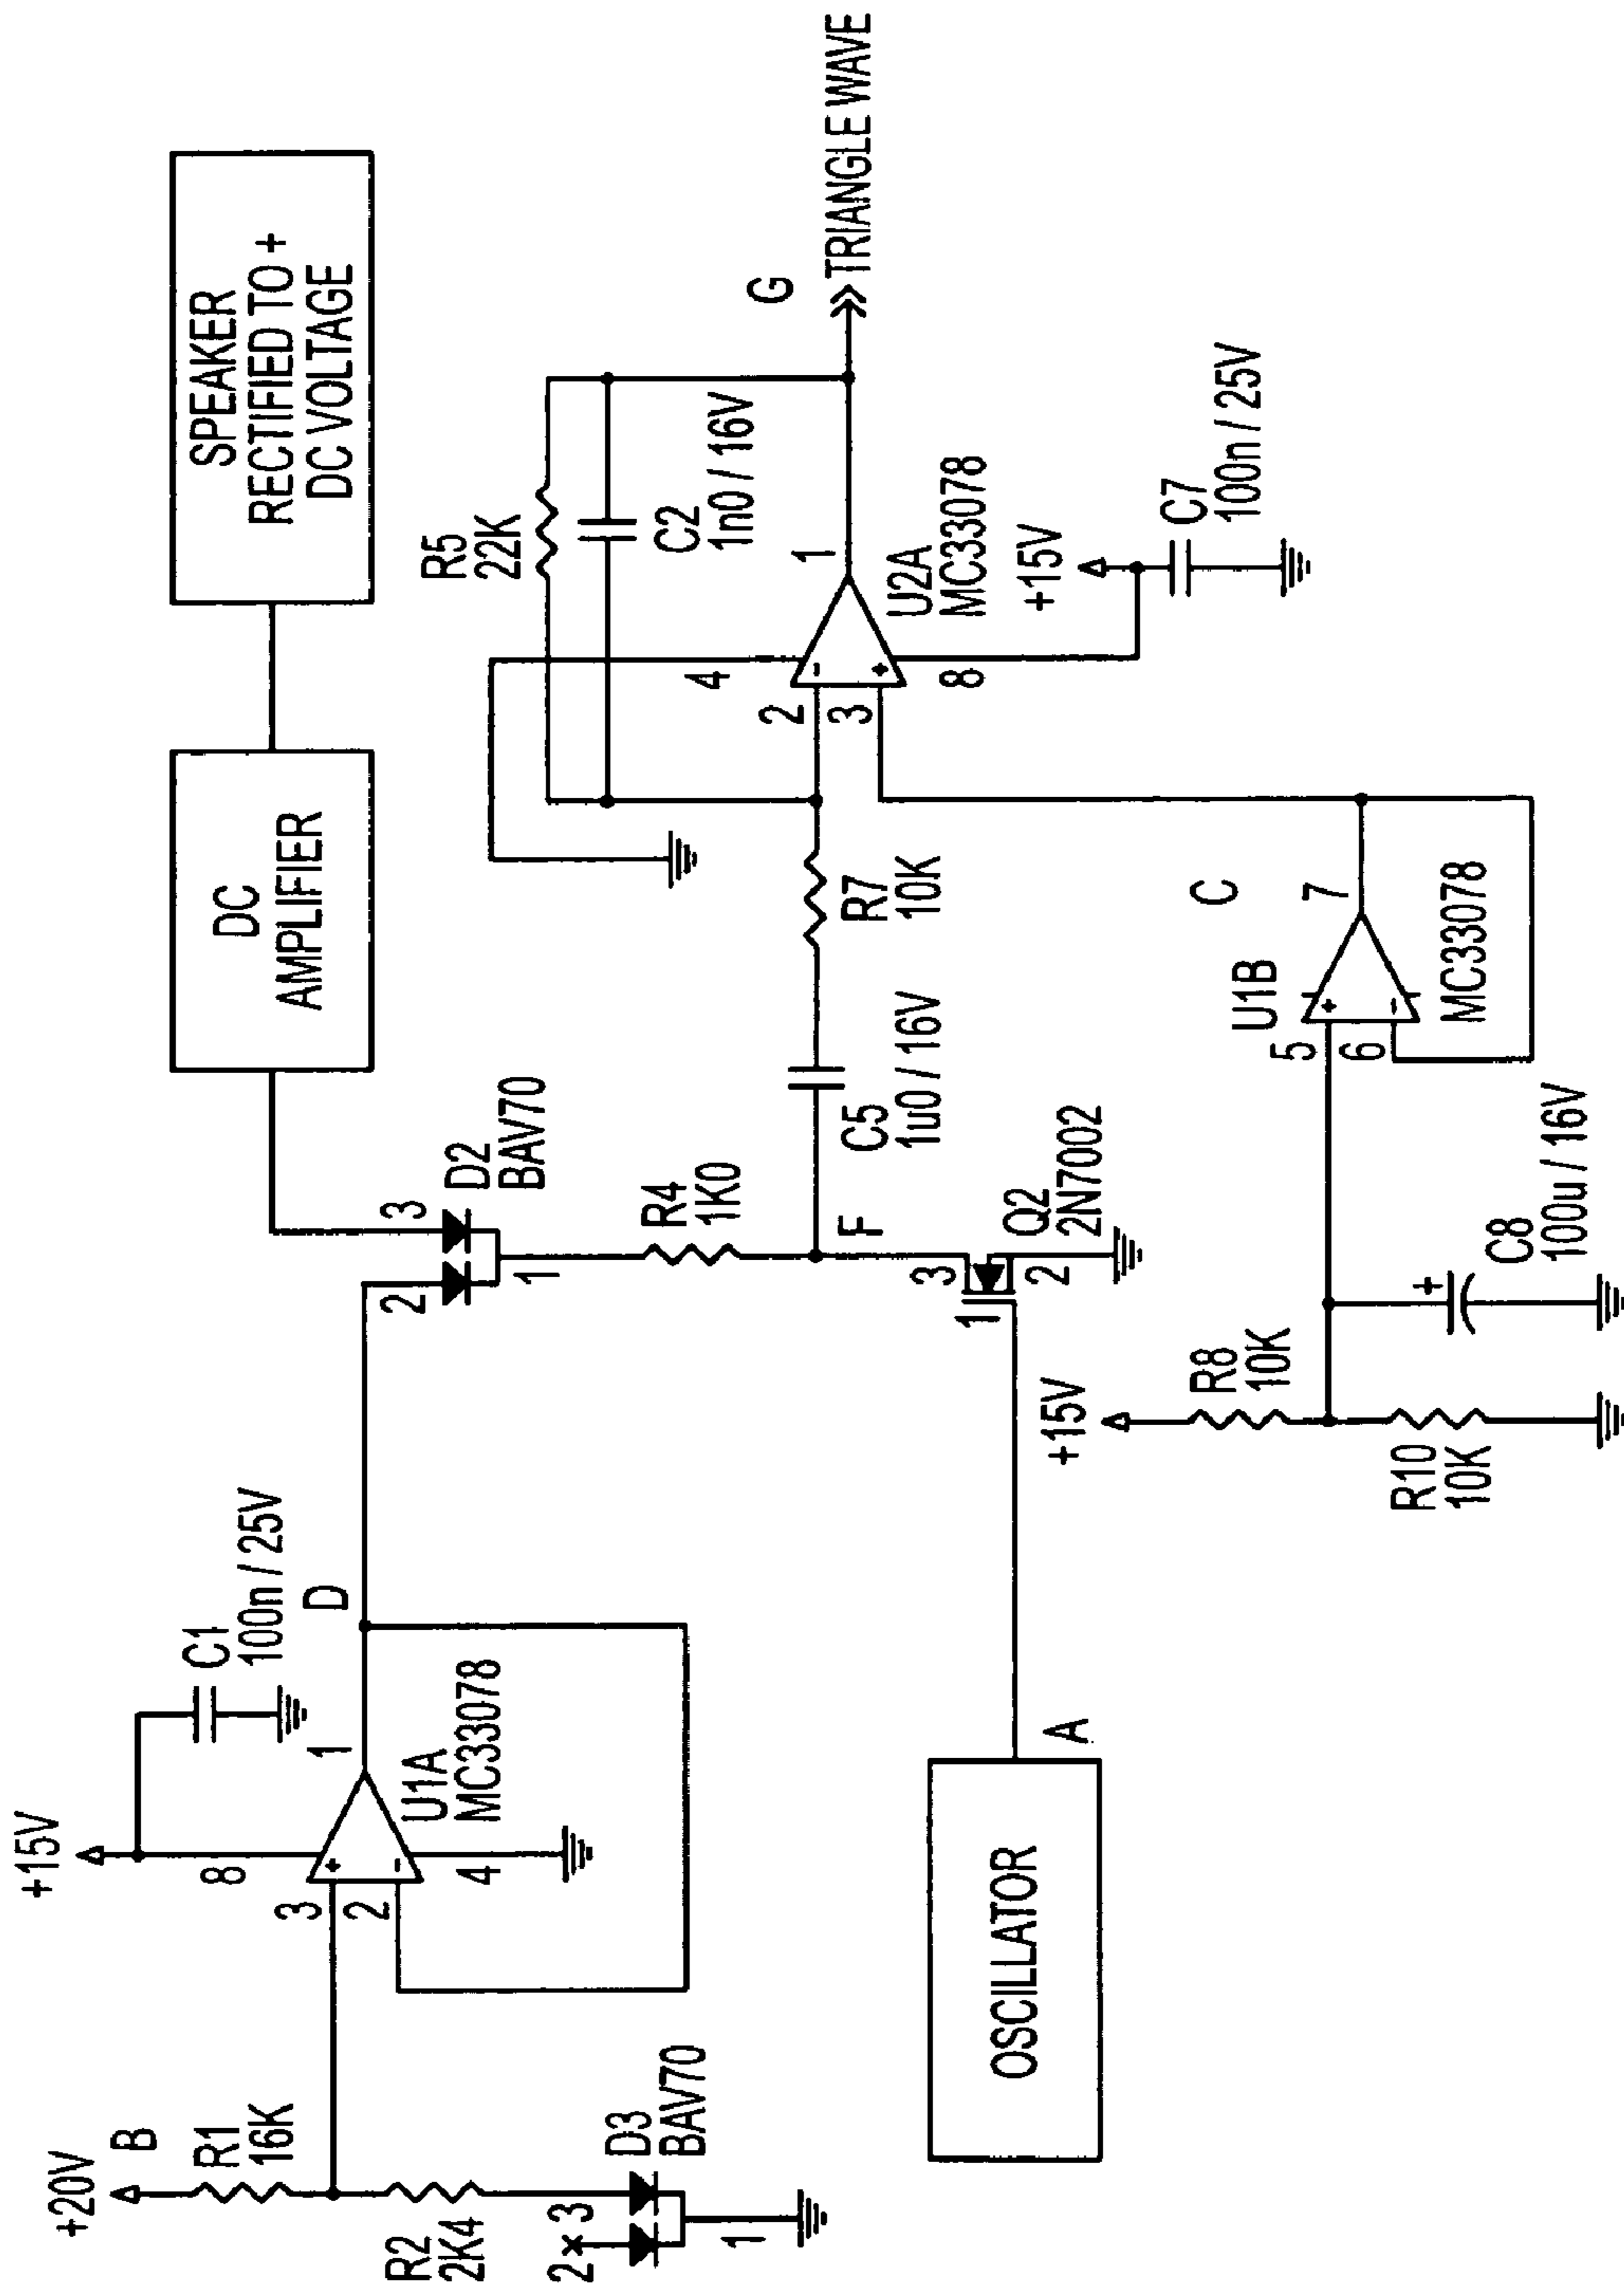 +20V
B
R1
16K
R2
2K4
2
3
D3
BAV70
1
+15V
8
C1
100n / 25V
3
2
+
-
4
1
U1A
MC33078
D
OSCILLATOR
A
SPEAKER
RECTIFIED TO +
DC VOLTAGE
DC
AMPLIFIER
2
3
D2
BAV70
1
R4
1K0
F
3
1
2
Q2
2N7002
C5
1u0 / 16V
R7
10K
R5
22K
C2
1n0 / 16V
4
2
3
-
+
8
1
U2A
MC33078
G
TRIANGLE WAVE
+15V
C7
100n / 25V
+15V
R8
10K
R10
10K
+
C8
100u / 16V
U1B
5
6
+
-
7
C
MC33078